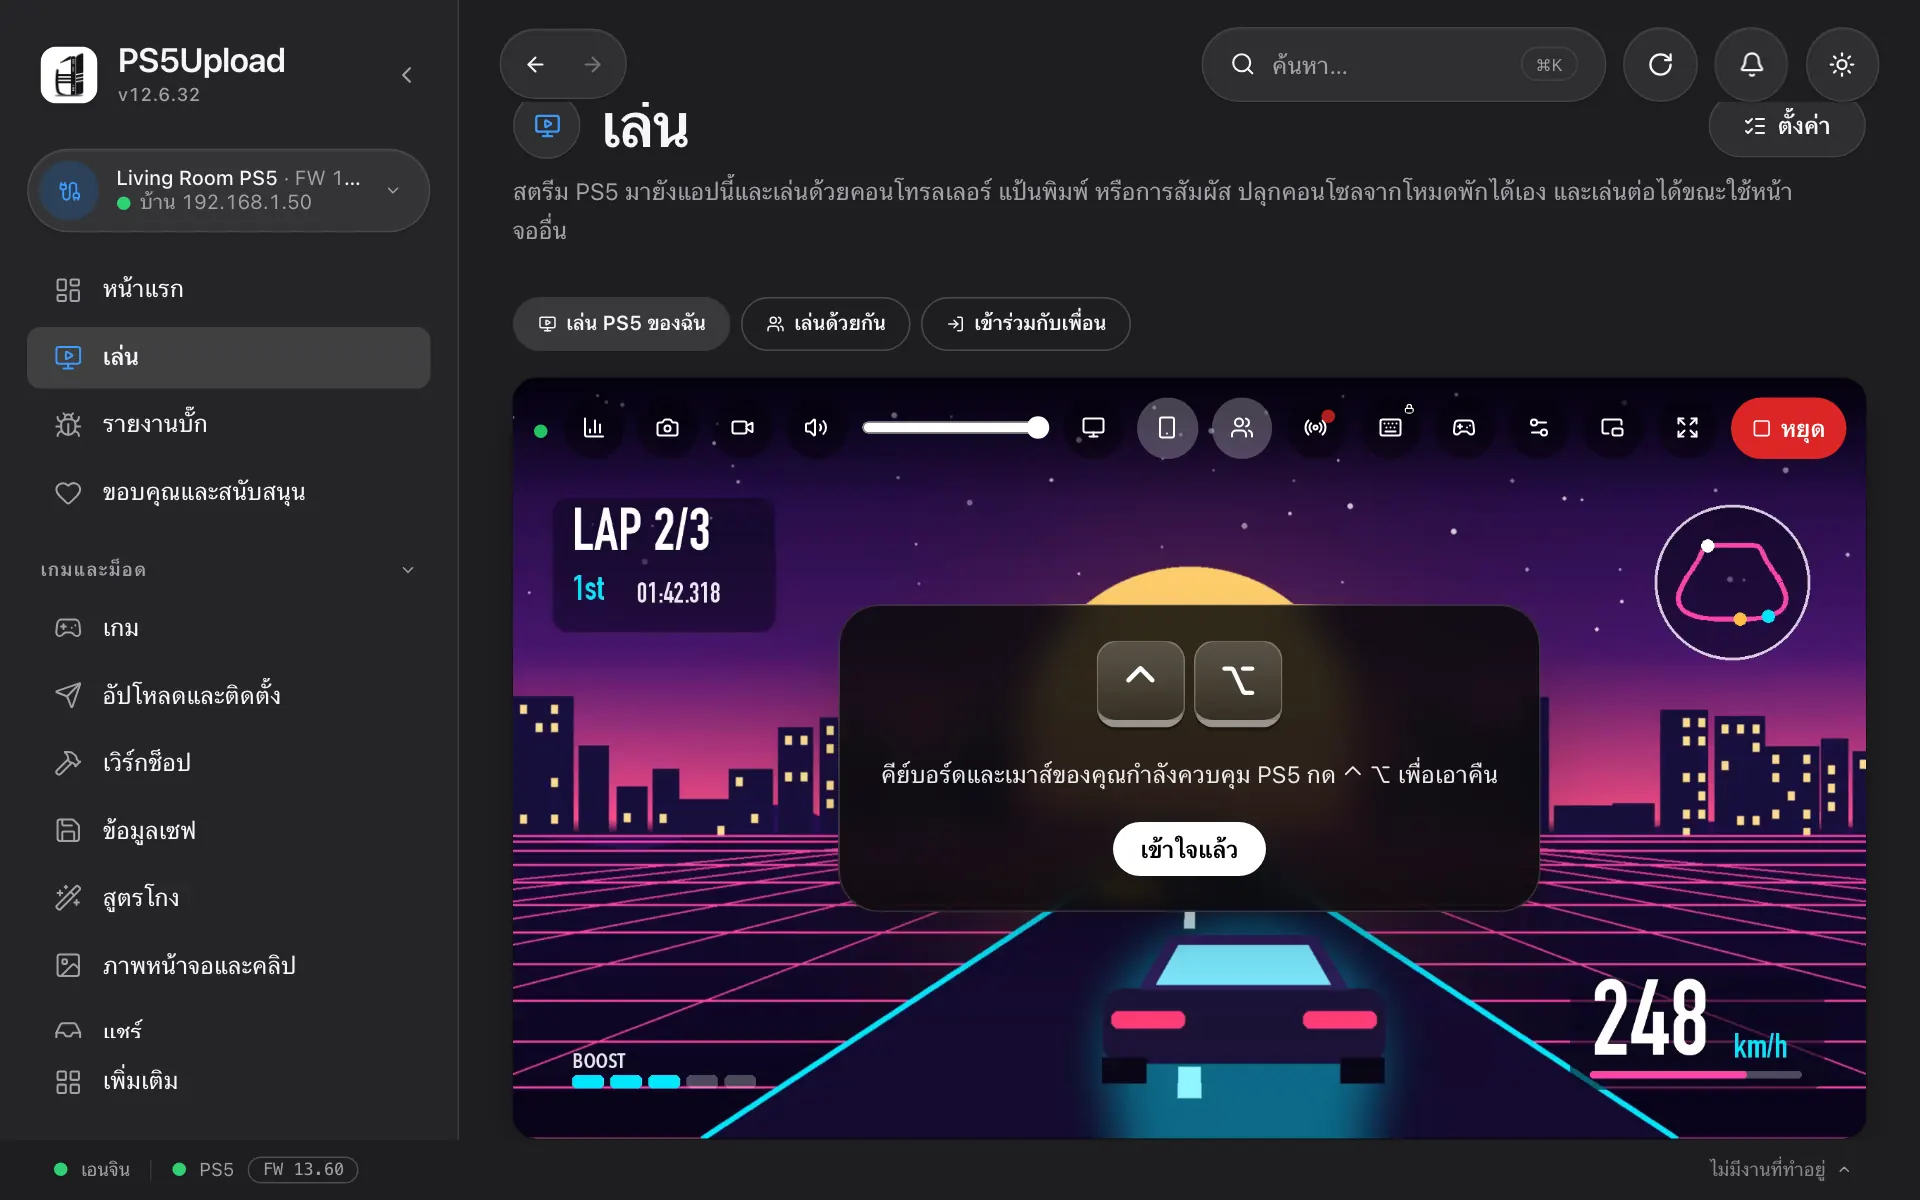 PS5Upload
v12.6.32
Living Room PS5 · FW 1...
บ้าน 192.168.1.50
หน้าแรก
เล่น
รายงานบั๊ก
ขอบคุณและสนับสนุน
เกมและม็อด
เกม
อัปโหลดและติดตั้ง
เวิร์กช็อป
ข้อมูลเซฟ
สูตรโกง
ภาพหน้าจอและคลิป
แชร์
เพิ่มเติม
ค้นหา...
⌘K
เล่น
ตั้งค่า
สตรีม PS5 มายังแอปนี้และเล่นด้วยคอนโทรลเลอร์ แป้นพิมพ์ หรือการสัมผัส ปลุกคอนโซลจากโหมดพักได้เอง และเล่นต่อได้ขณะใช้หน้า
จออื่น
เล่น PS5 ของฉัน
เล่นด้วยกัน
เข้าร่วมกับเพื่อน
หยุด
LAP 2/3
1st 01:42.318
⌃ ⌥
คีย์บอร์ดและเมาส์ของคุณกำลังควบคุม PS5 กด ⌃ ⌥ เพื่อเอาคืน
เข้าใจแล้ว
BOOST
248 km/h
เอนจิน
PS5
FW 13.60
ไม่มีงานที่ทำอยู่